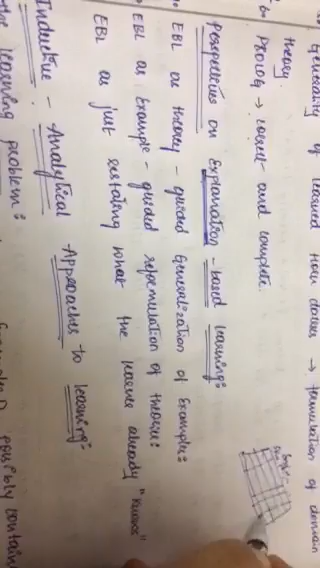 Generality of learned Horn clauses → formulation of domain
theory.
PROLOG → correct and complete.
Perspectives on Explanation - based learning:
EBL as theory - guided Generalization of Examples:
EBL as Example - guided reformulation of theories:
EBL as just restating what the learner already "knows"
Inductive - Analytical Approaches to learning:
The learning problem:
possibly contain